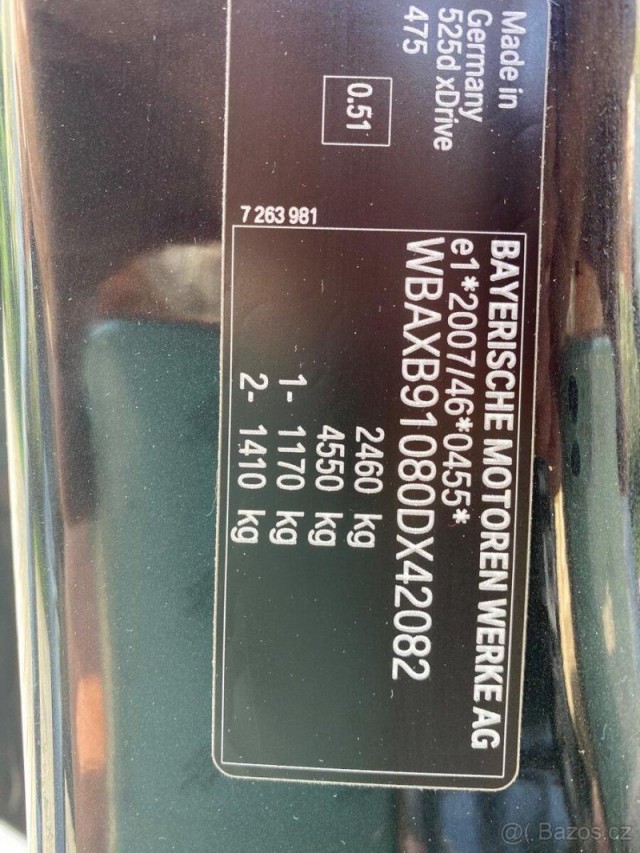 BAYERISCHE MOTOREN WERKE AG
e1*2007/46*0455*
WBAXB91080DX42082
2460 kg
4550 kg
1- 1170 kg
2- 1410 kg
7 263 981
Made in
Germany
525d xDrive
475
0.51
@( Bazos.cz